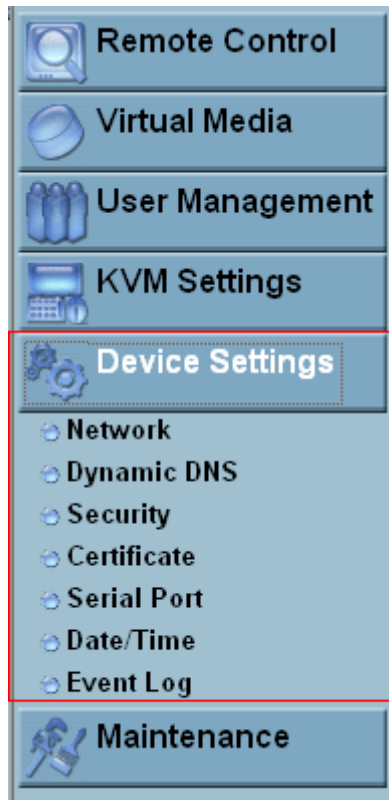 Remote Control
Virtual Media
User Management
KVM Settings
Device Settings
Network
Dynamic DNS
Security
Certificate
Serial Port
Date/Time
Event Log
Maintenance